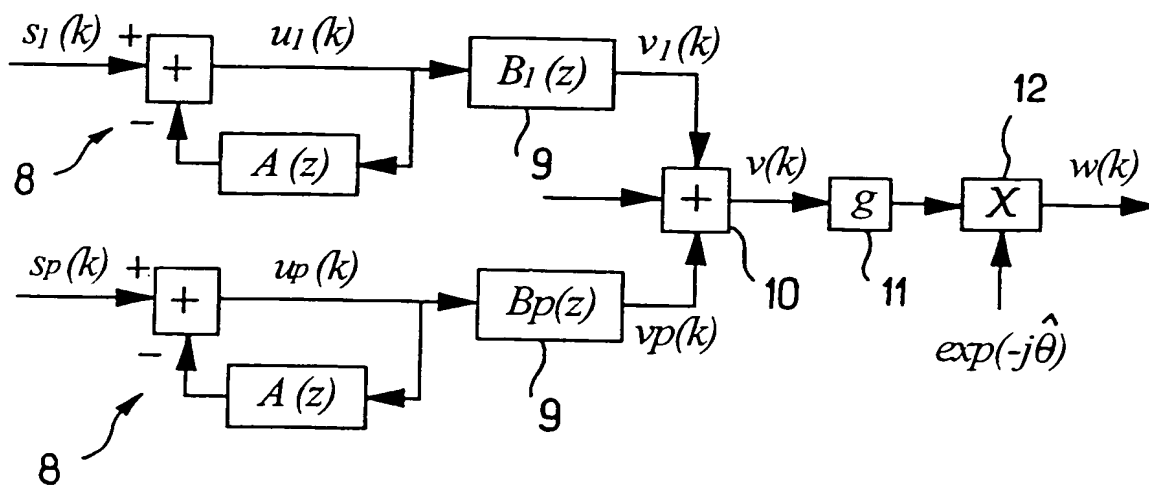 s1(k) + u1(k) B1(z) v1(k)
+
−
8 A(z) 9
12
v(k) g X w(k)
+
10 11
exp(-jθ̂)
sp(k) + up(k) Bp(z) vp(k)
+
−
8 A(z) 9